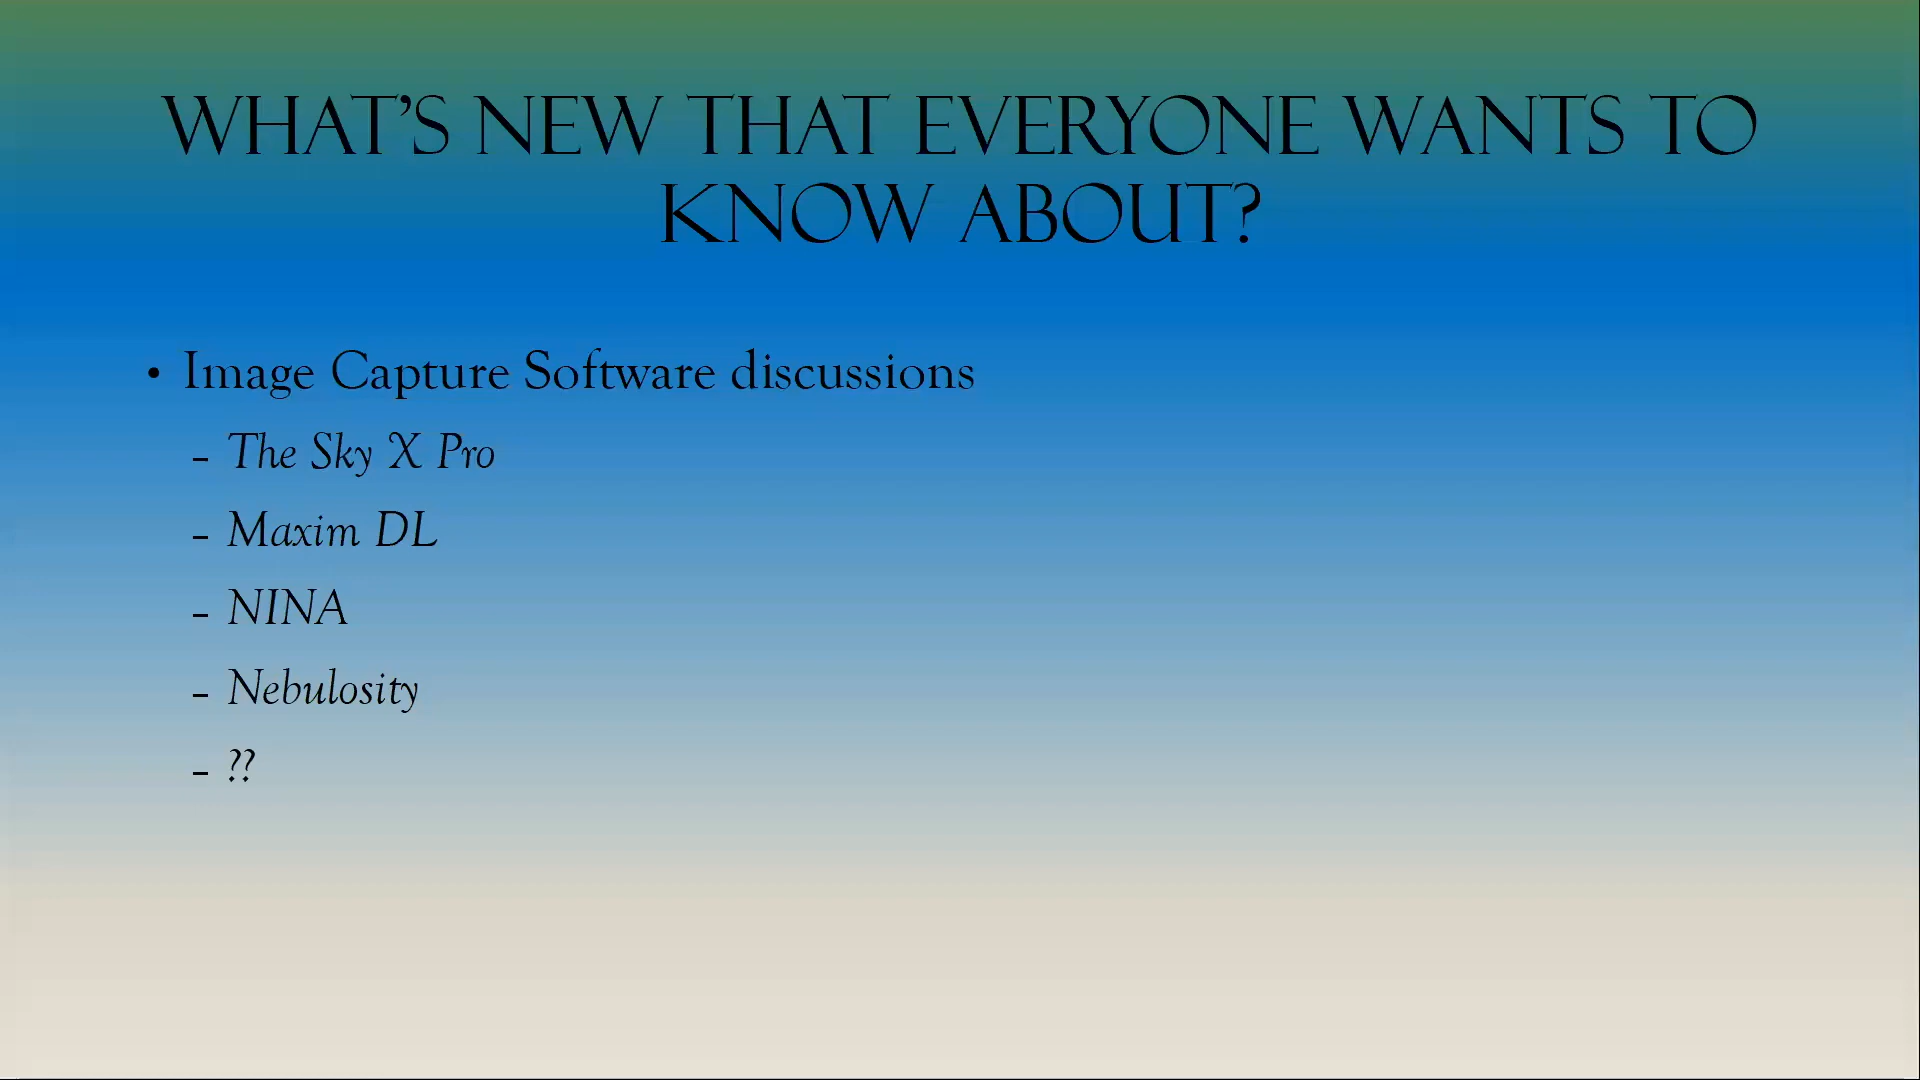 WHAT'S NEW THAT EVERYONE WANTS TO
KNOW ABOUT?
• Image Capture Software discussions
– The Sky X Pro
– Maxim DL
– NINA
– Nebulosity
– ??